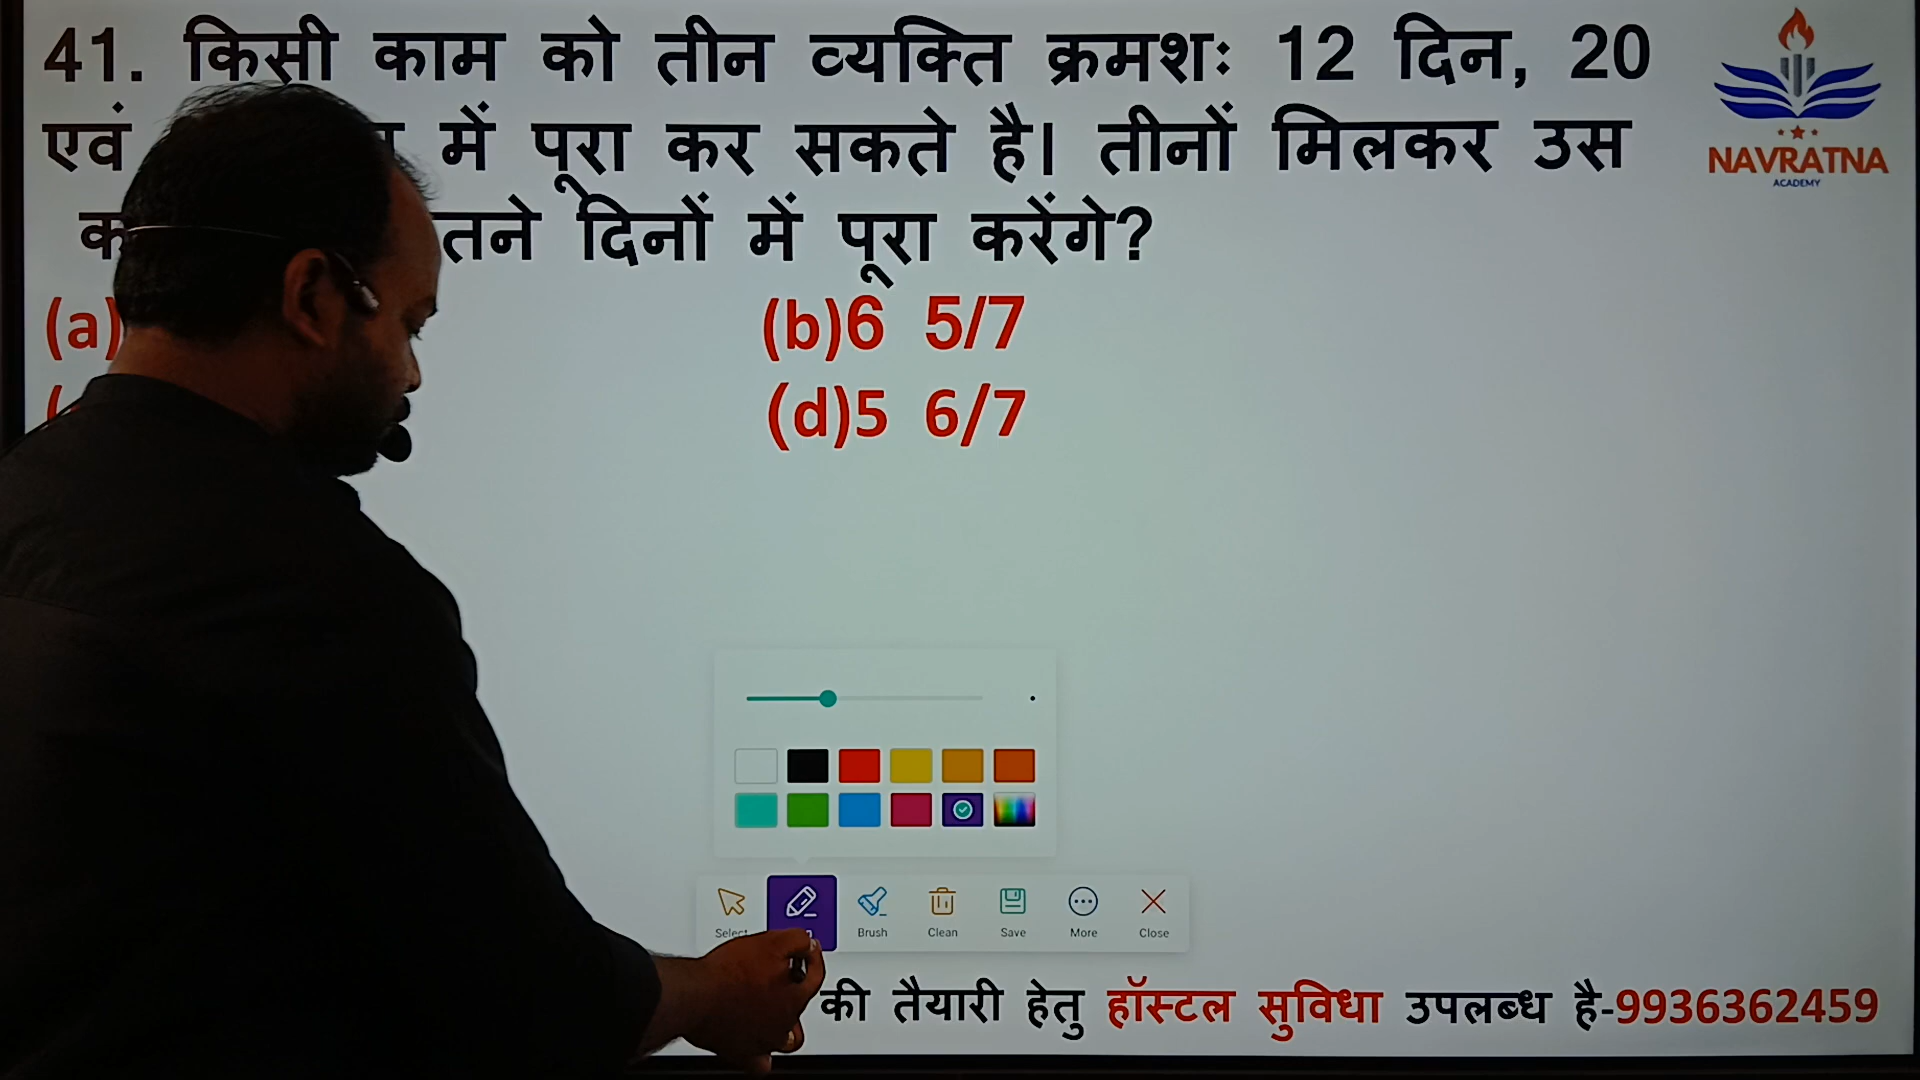 41. किसी काम को तीन व्यक्ति क्रमशः 12 दिन, 20
एवं में पूरा कर सकते है। तीनों मिलकर उस
दिनों में पूरा करेंगे?
(a)
(b)6 5/7
(d)5 6/7
NAVRATNA
ACADEMY
Select
Brush
Clean
Save
More
Close
की तैयारी हेतु हॉस्टल सुविधा उपलब्ध है-9936362459